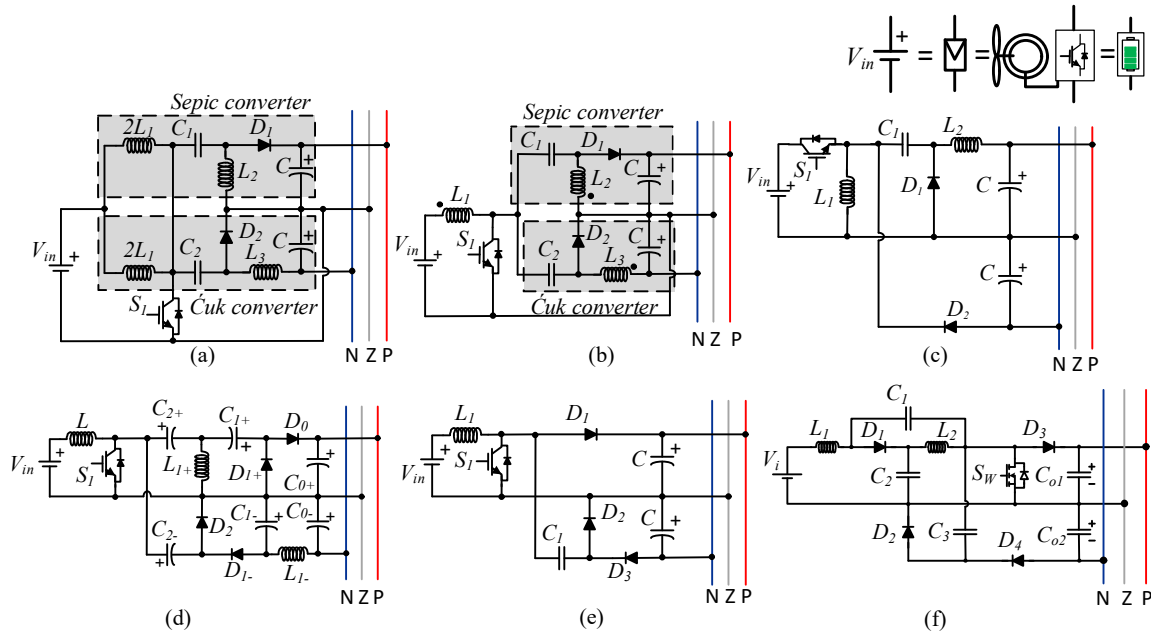 V_in + = = =
Sepic converter
2L_1 C_1 D_1
L_2 C +
D_2 C +
V_in +
2L_1 C_2 L_3
S_1 Ćuk converter
N Z P
(a)
Sepic converter
C_1 D_1
L_2 C +
L_1
S_1
V_in +
D_2 C +
C_2 L_3
Ćuk converter
N Z P
(b)
S_1 C_1 L_2
V_in + L_1 D_1 C +
C +
D_2
N Z P
(c)
L C_2+ + C_1+ + D_0
V_in + S_1 L_1+ D_1+ C_0+ +
C_2- + D_2 C_1- + C_0- +
D_1- L_1-
N Z P
(d)
L_1 D_1
V_in + S_1 C +
D_2 C +
C_1 D_3
N Z P
(e)
C_1
L_1 D_1 L_2 D_3
V_i C_2 S_W C_o1 + -
D_2 C_3 D_4 C_o2 + -
N Z P
(f)